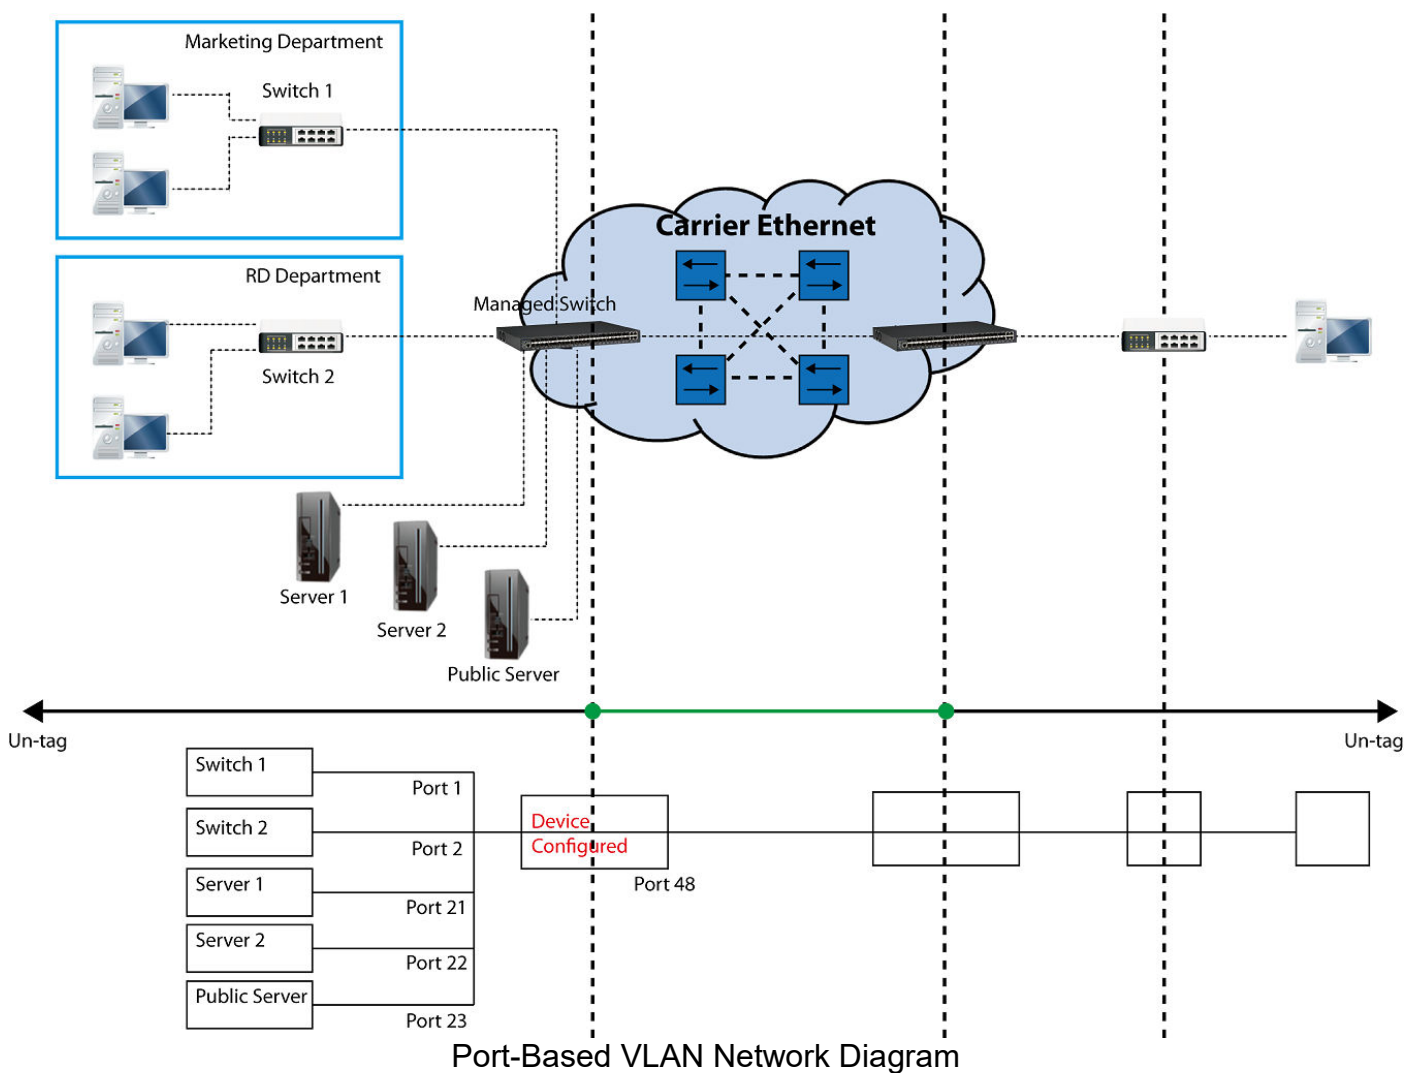 Marketing Department
Switch 1
Carrier Ethernet
RD Department
Managed Switch
Switch 2
Server 1
Server 2
Public Server
Un-tag
Un-tag
Switch 1
Port 1
Switch 2
Port 2
Device
Configured
Port 48
Server 1
Port 21
Server 2
Port 22
Public Server
Port 23
Port-Based VLAN Network Diagram